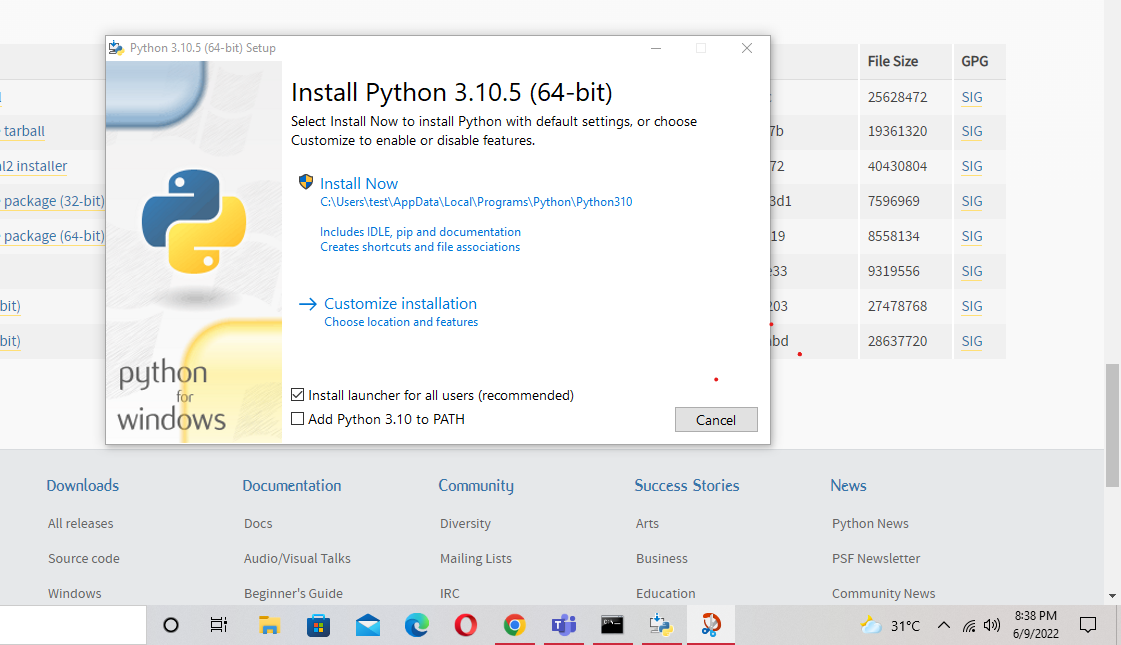 Python 3.10.5 (64-bit) Setup
Install Python 3.10.5 (64-bit)
Select Install Now to install Python with default settings, or choose
Customize to enable or disable features.
Install Now
C:\Users\test\AppData\Local\Programs\Python\Python310
Includes IDLE, pip and documentation
Creates shortcuts and file associations
Customize installation
Choose location and features
python
for
windows
Install launcher for all users (recommended)
Add Python 3.10 to PATH
Cancel
File Size GPG
25628472 SIG
tarball 7b 19361320 SIG
l2 installer 72 40430804 SIG
package (32-bit) 3d1 7596969 SIG
package (64-bit) 19 8558134 SIG
e33 9319556 SIG
bit) 203 27478768 SIG
bit) abd 28637720 SIG
Downloads Documentation Community Success Stories News
All releases Docs Diversity Arts Python News
Source code Audio/Visual Talks Mailing Lists Business PSF Newsletter
Windows Beginner's Guide IRC Education Community News
31°C
8:38 PM
6/9/2022